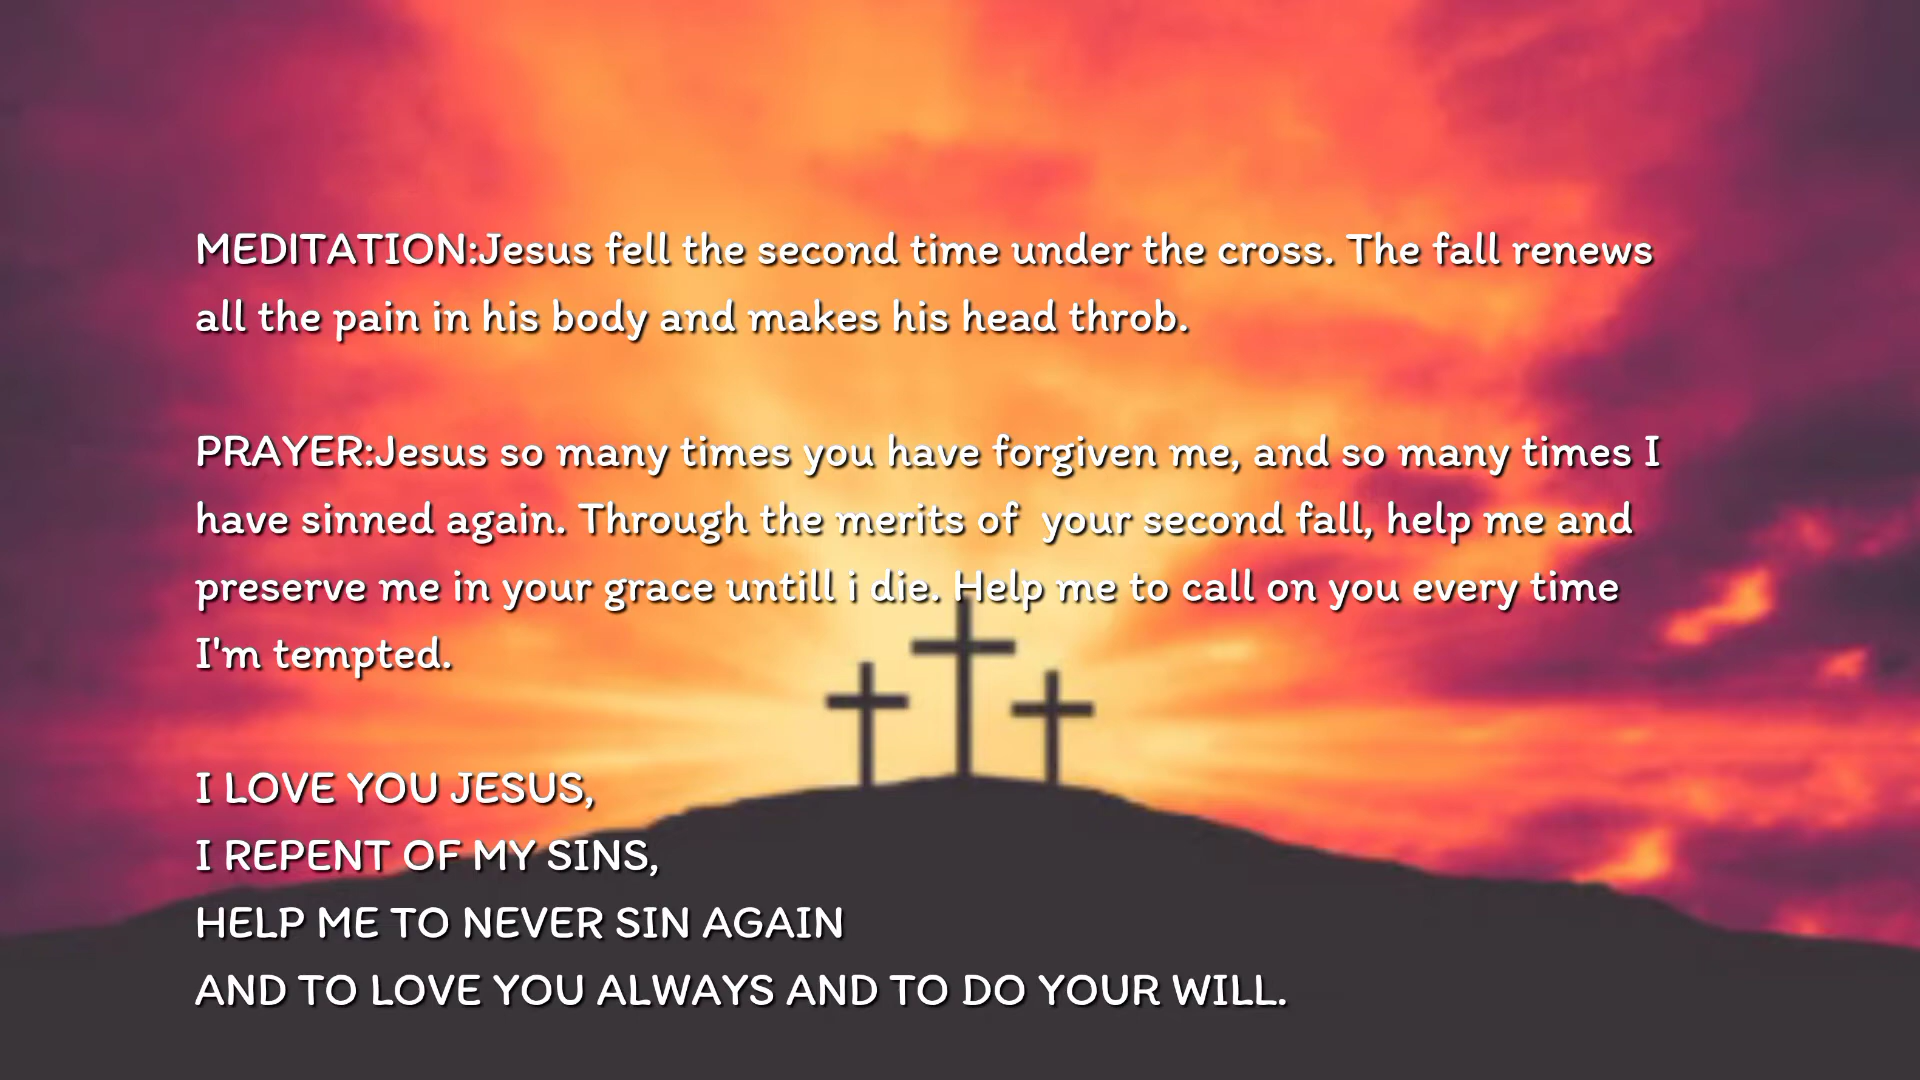 MEDITATION:Jesus fell the second time under the cross. The fall renews
all the pain in his body and makes his head throb.
PRAYER:Jesus so many times you have forgiven me, and so many times I
have sinned again. Through the merits of  your second fall, help me and
preserve me in your grace untill i die. Help me to call on you every time
I'm tempted.
I LOVE YOU JESUS,
I REPENT OF MY SINS,
HELP ME TO NEVER SIN AGAIN
AND TO LOVE YOU ALWAYS AND TO DO YOUR WILL.